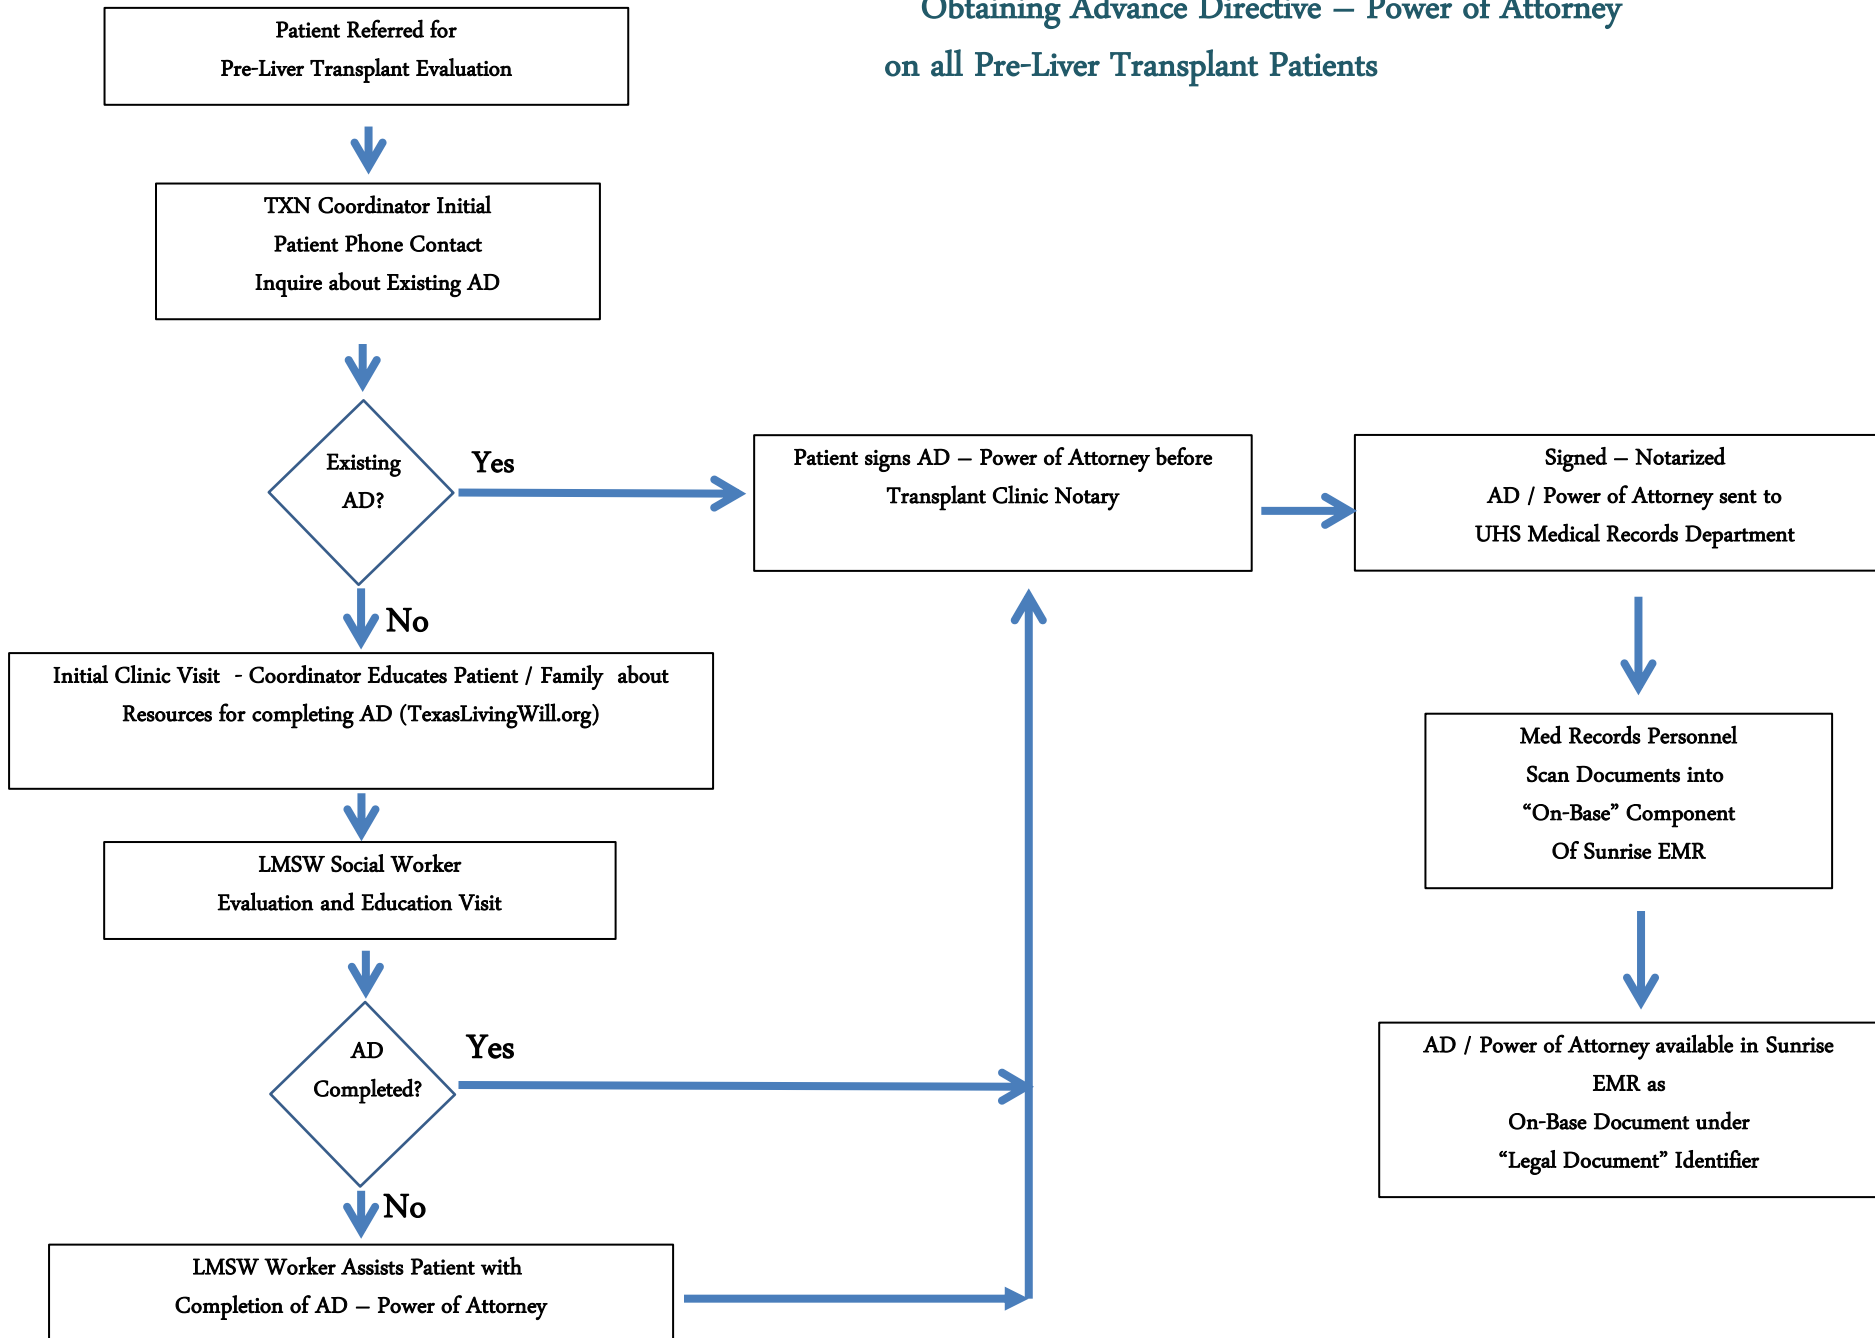 Obtaining Advance Directive – Power of Attorney
on all Pre-Liver Transplant Patients
Patient Referred for
Pre-Liver Transplant Evaluation
TXN Coordinator Initial
Patient Phone Contact
Inquire about Existing AD
Existing
AD?
Yes
No
Patient signs AD – Power of Attorney before
Transplant Clinic Notary
Signed – Notarized
AD / Power of Attorney sent to
UHS Medical Records Department
Initial Clinic Visit - Coordinator Educates Patient / Family about
Resources for completing AD (TexasLivingWill.org)
Med Records Personnel
Scan Documents into
“On-Base” Component
Of Sunrise EMR
LMSW Social Worker
Evaluation and Education Visit
AD
Completed?
Yes
No
AD / Power of Attorney available in Sunrise
EMR as
On-Base Document under
“Legal Document” Identifier
LMSW Worker Assists Patient with
Completion of AD – Power of Attorney